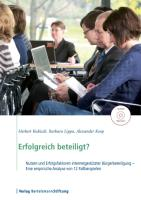 Herbert Kubicek, Barbara Lippa, Alexander Koop
Erfolgreich beteiligt?
Nutzen und Erfolgsfaktoren internetgestützter Bürgerbeteiligung –
Eine empirische Analyse von 12 Fallbeispielen
Verlag BertelsmannStiftung